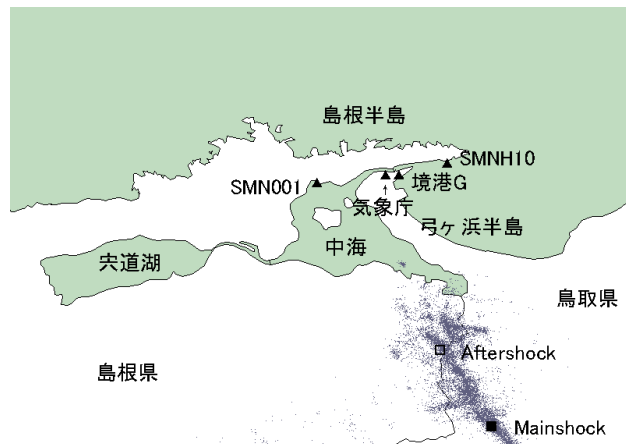 島根半島
SMNH10
SMN001
境港G
気象庁
弓ヶ浜半島
中海
宍道湖
鳥取県
Aftershock
島根県
Mainshock